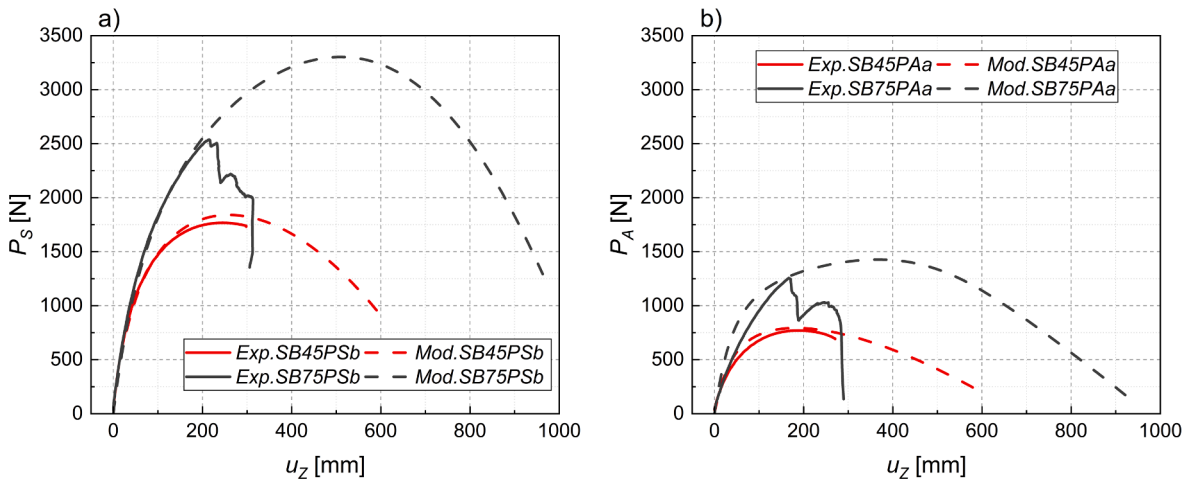 a)
3500
3000
2500
2000
1500
1000
500
0
P_S [N]
Exp.SB45PSb Mod.SB45PSb
Exp.SB75PSb Mod.SB75PSb
0 200 400 600 800 1000
u_Z [mm]
b)
3500
3000
2500
2000
1500
1000
500
0
P_A [N]
Exp.SB45PAa Mod.SB45PAa
Exp.SB75PAa Mod.SB75PAa
0 200 400 600 800 1000
u_Z [mm]